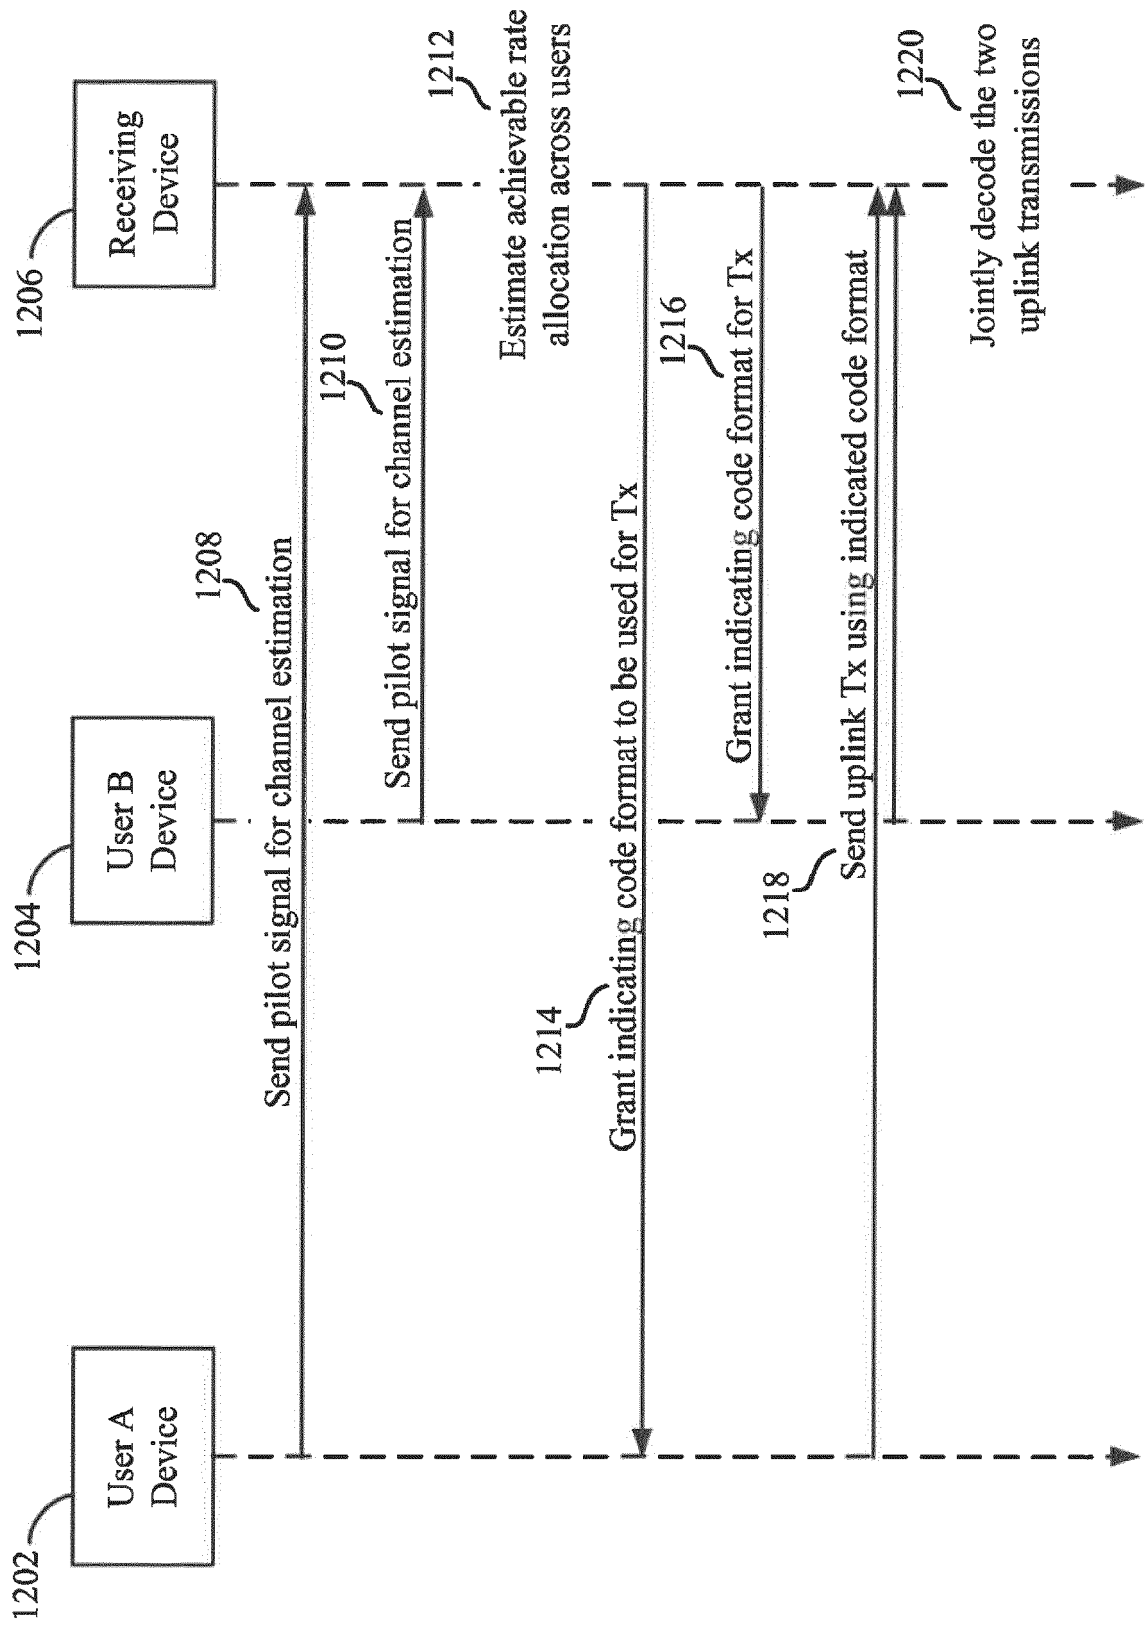 1202
User A
Device
1204
User B
Device
1206
Receiving
Device
1208
Send pilot signal for channel estimation
1210
Send pilot signal for channel estimation
1212
Estimate achievable rate
allocation across users
1214
Grant indicating code format to be used for Tx
1216
Grant indicating code format for Tx
1218
Send uplink Tx using indicated code format
1220
Jointly decode the two
uplink transmissions